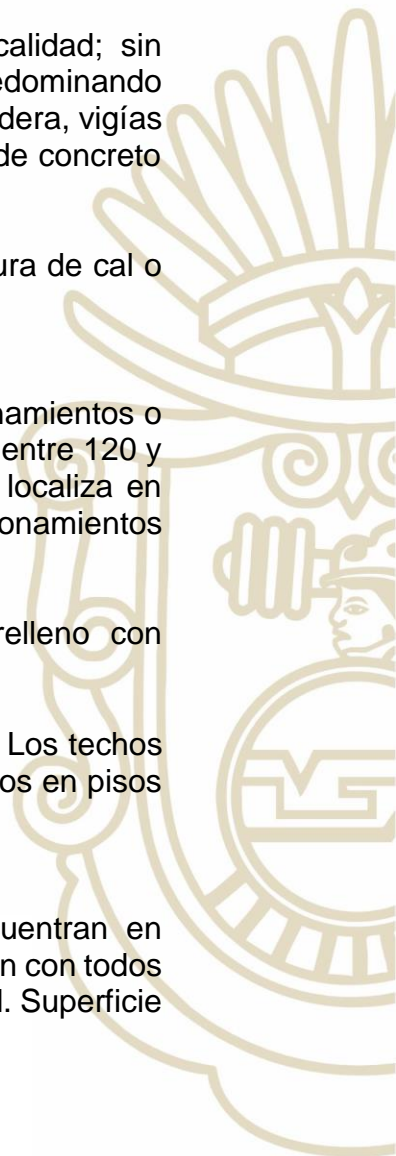 calidad; sin
edominando
dera, vigías
de concreto
ura de cal o
namientos o
entre 120 y
localiza en
onamientos
relleno con
Los techos
os en pisos
uentran en
n con todos
l. Superficie